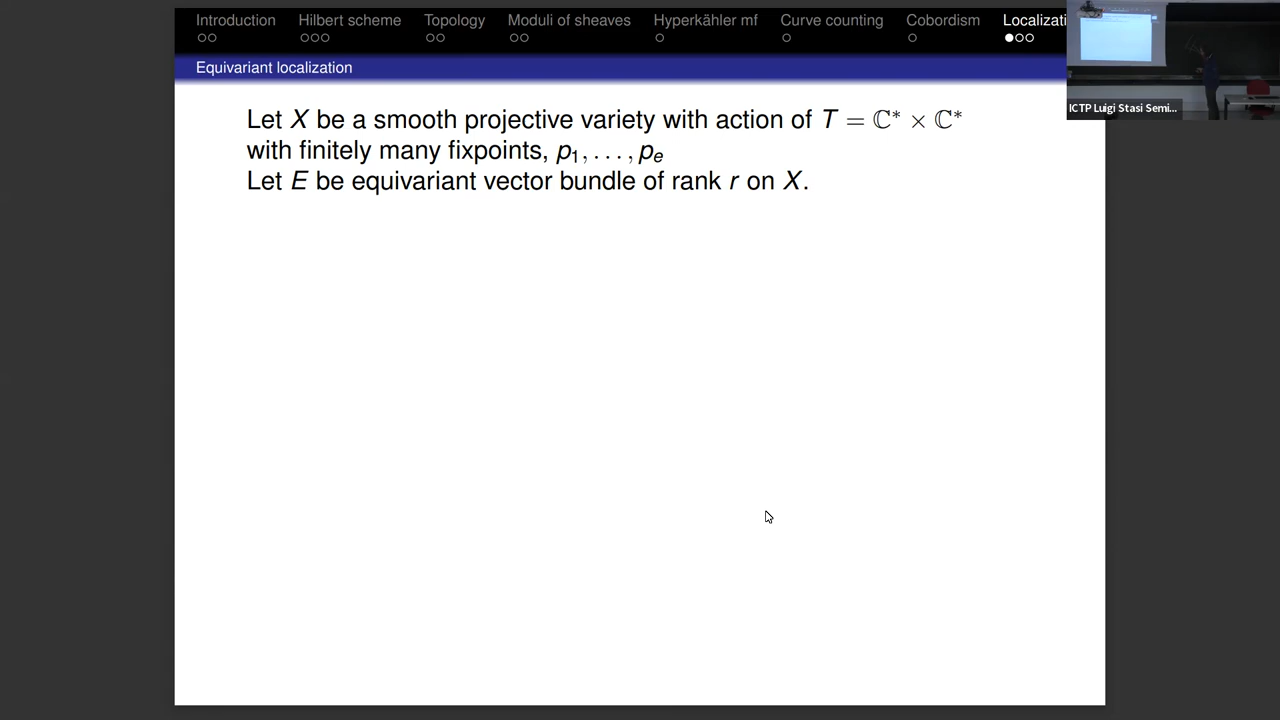 Introduction Hilbert scheme Topology Moduli of sheaves Hyperkähler mf Curve counting Cobordism Localizati
Equivariant localization
ICTP Luigi Stasi Semi...
Let X be a smooth projective variety with action of T = ℂ* × ℂ*
with finitely many fixpoints, p₁, . . . , pₑ
Let E be equivariant vector bundle of rank r on X.